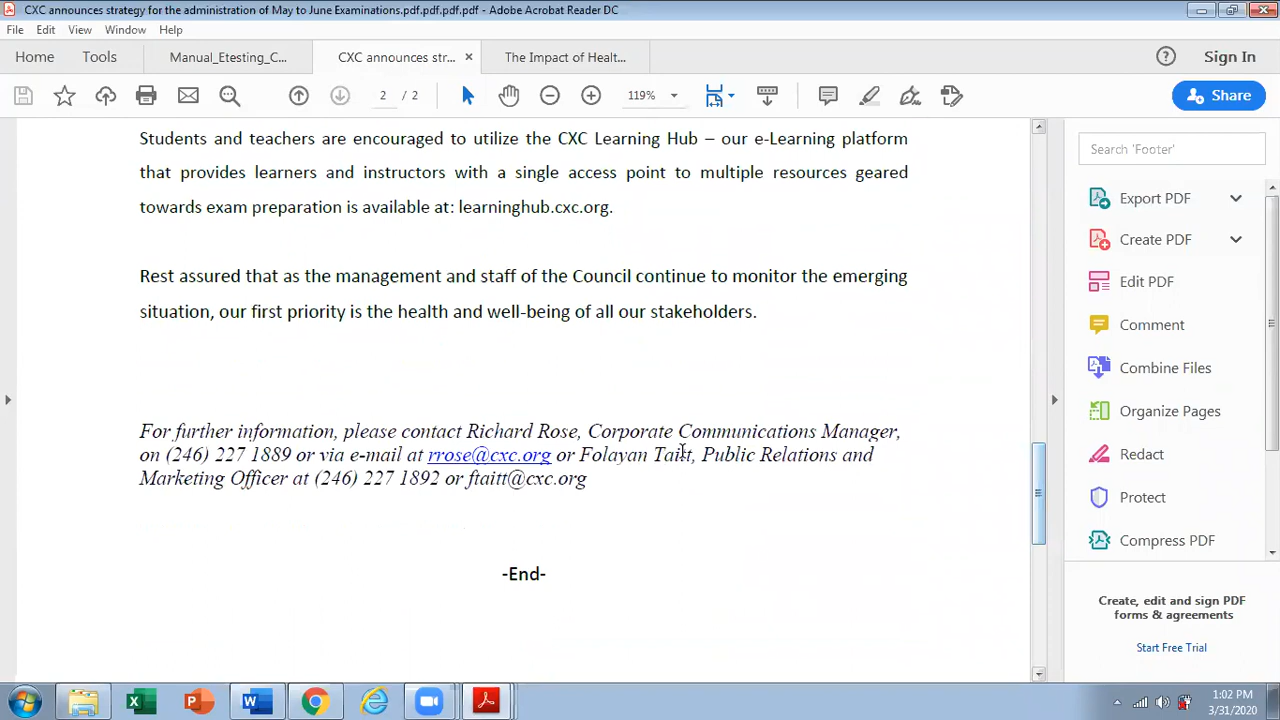 CXC announces strategy for the administration of May to June Examinations.pdf.pdf.pdf.pdf - Adobe Acrobat Reader DC
File Edit View Window Help
Home Tools Manual_Etesting_C... CXC announces str... × The Impact of Healt... Sign In
2 / 2 119% Share
Students and teachers are encouraged to utilize the CXC Learning Hub – our e-Learning platform
that provides learners and instructors with a single access point to multiple resources geared
towards exam preparation is available at: learninghub.cxc.org.
Rest assured that as the management and staff of the Council continue to monitor the emerging
situation, our first priority is the health and well-being of all our stakeholders.
For further information, please contact Richard Rose, Corporate Communications Manager,
on (246) 227 1889 or via e-mail at rrose@cxc.org or Folayan Taitt, Public Relations and
Marketing Officer at (246) 227 1892 or ftaitt@cxc.org
-End-
Search 'Footer'
Export PDF
Create PDF
Edit PDF
Comment
Combine Files
Organize Pages
Redact
Protect
Compress PDF
Create, edit and sign PDF
forms & agreements
Start Free Trial
1:02 PM
3/31/2020